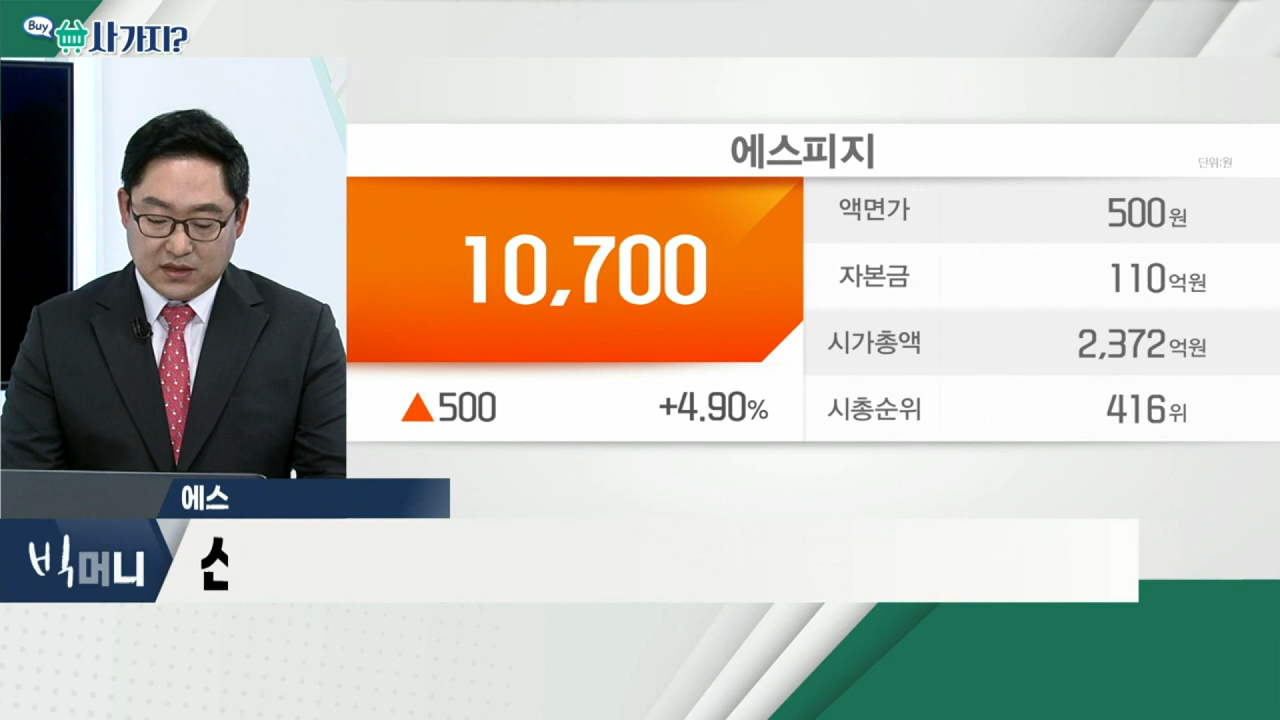 Buy
사가지?
에스피지
단위:원
10,700
▲500 +4.90%
액면가 500원
자본금 110억원
시가총액 2,372억원
시총순위 416위
에스
빅머니